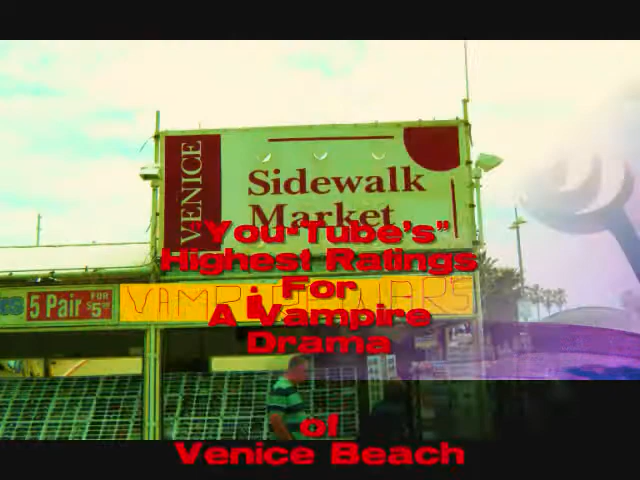 VENICE
Sidewalk
Market
"You-Tube's"
Highest Ratings
For
A Vampire
Drama
5 Pair FOR $5
VAMPIRE WARS
of
Venice Beach